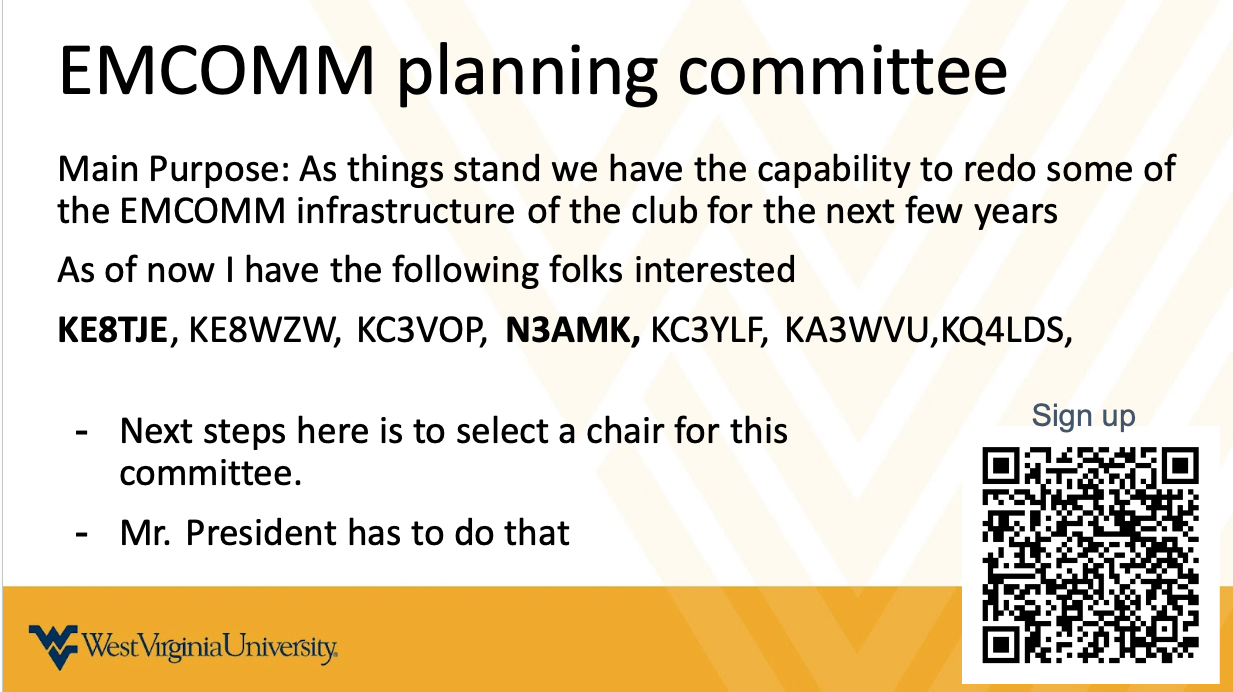 EMCOMM planning committee
Main Purpose: As things stand we have the capability to redo some of
the EMCOMM infrastructure of the club for the next few years
As of now I have the following folks interested
KE8TJE, KE8WZW, KC3VOP, N3AMK, KC3YLF, KA3WVU,KQ4LDS,
- Next steps here is to select a chair for this
committee.
- Mr. President has to do that
Sign up
WestVirginiaUniversity.